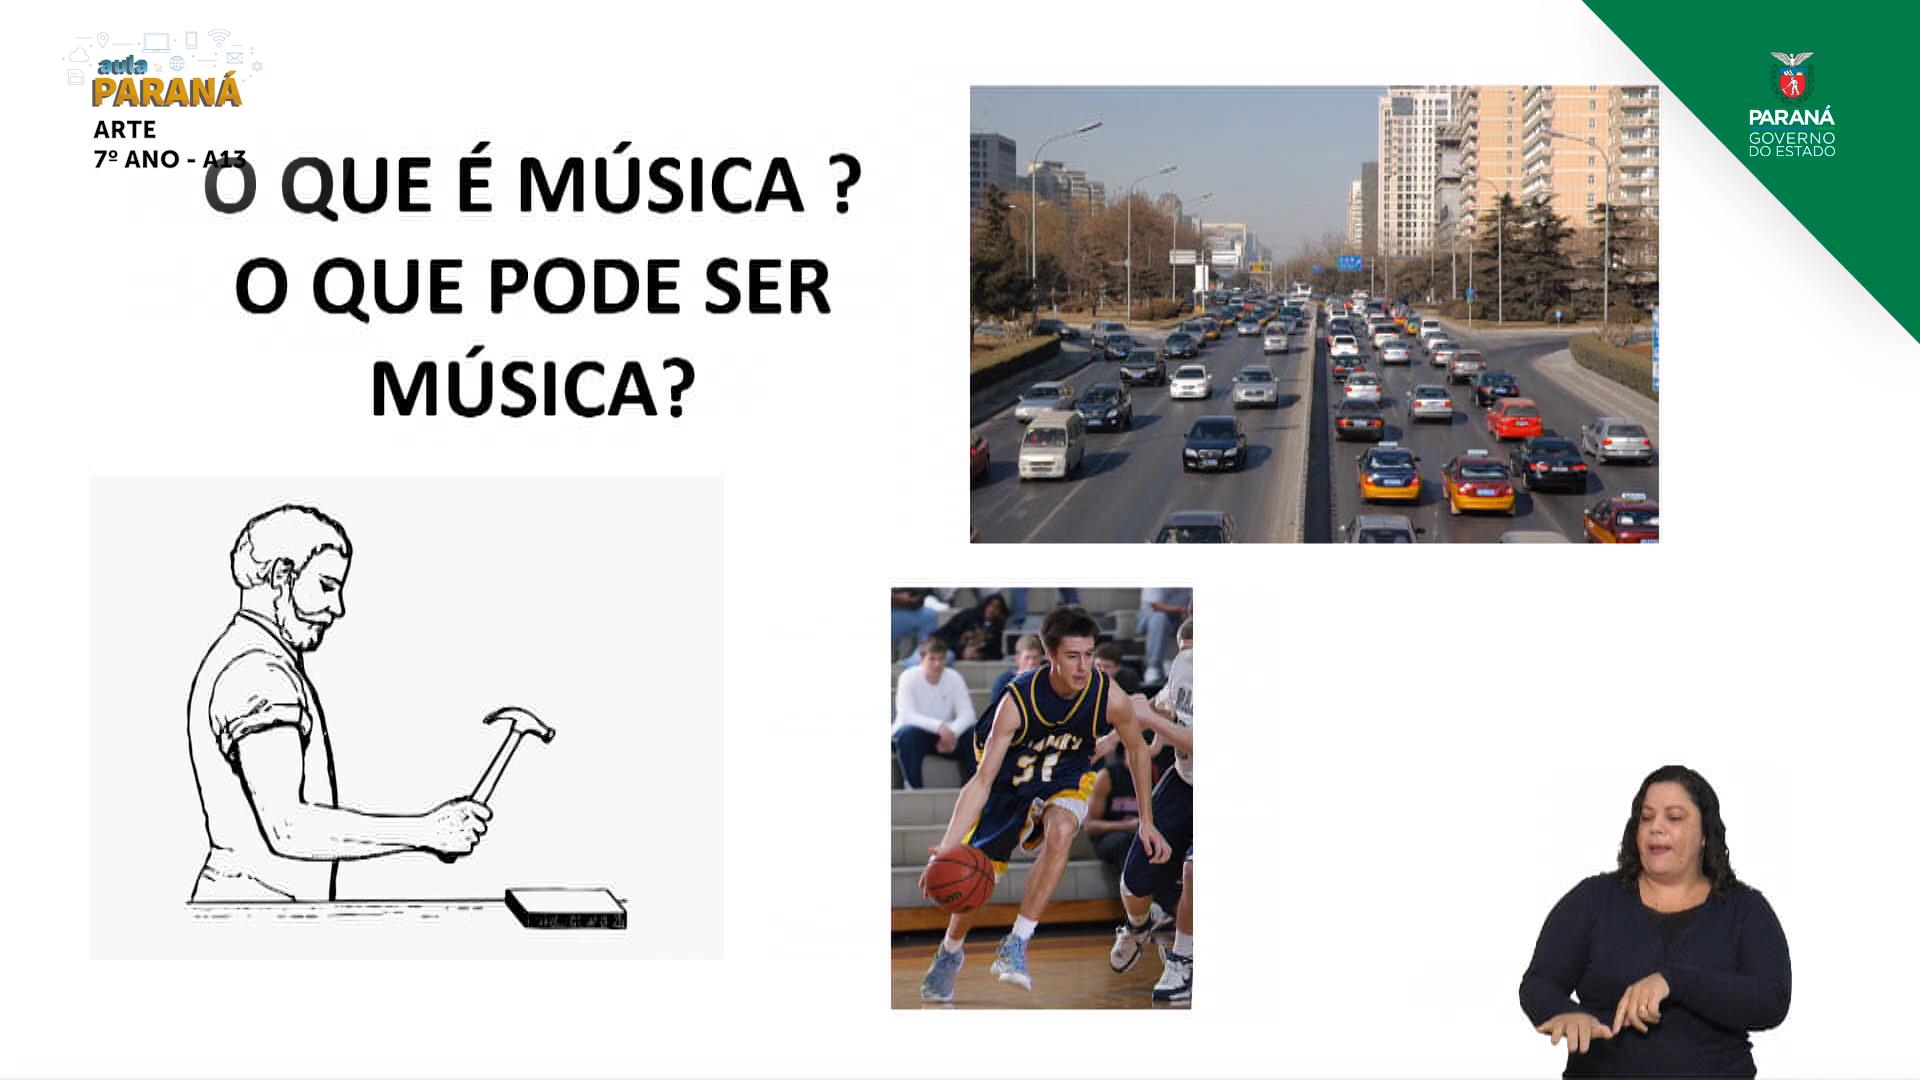 aula
PARANÁ
ARTE
7º ANO - A13
O QUE É MÚSICA ?
O QUE PODE SER
MÚSICA?
PARANÁ
GOVERNO
DO ESTADO